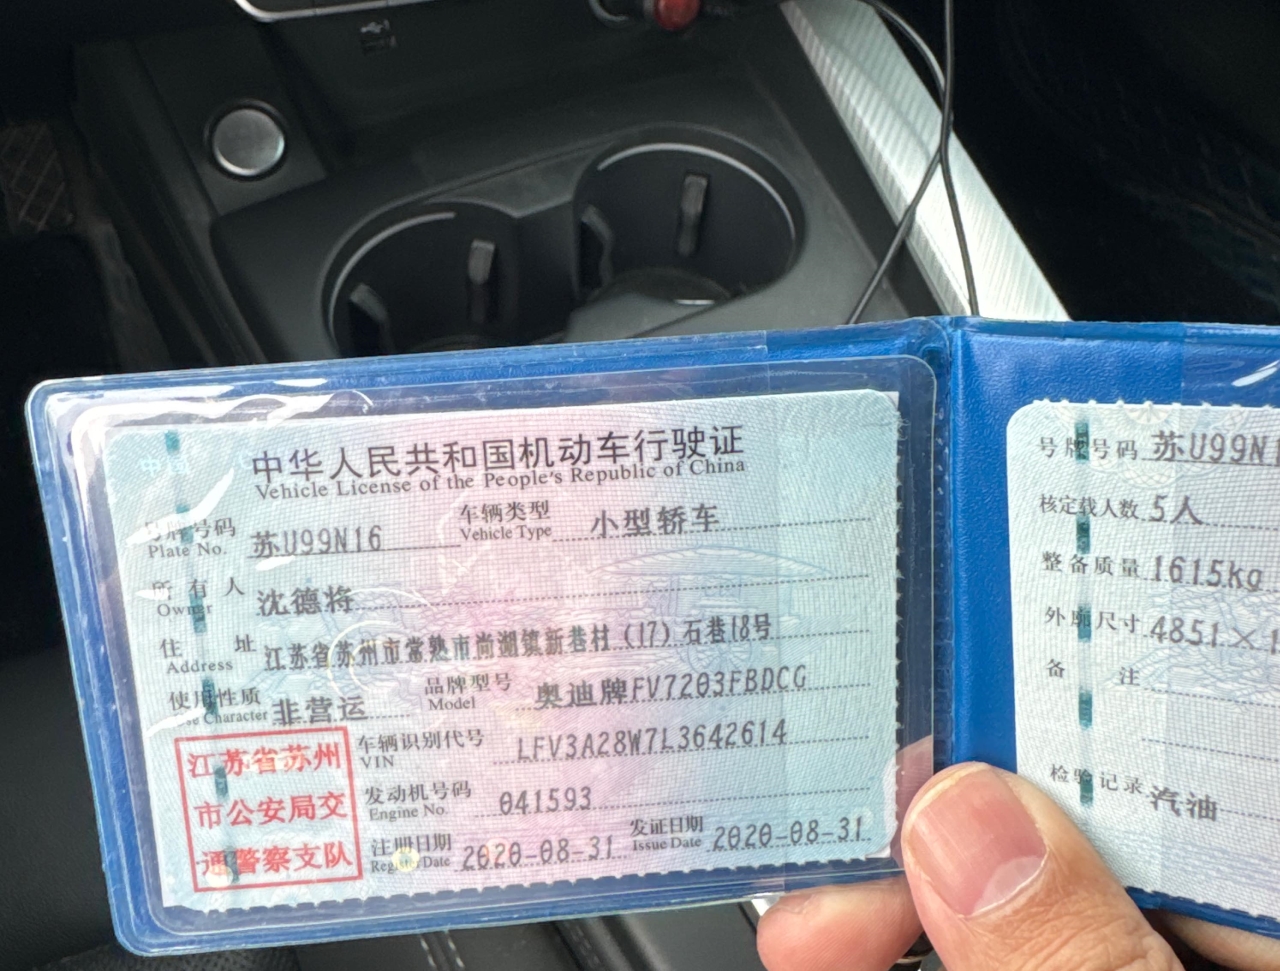 中华人民共和国机动车行驶证
Vehicle License of the People's Republic of China
号牌号码 苏U99N16 车辆类型 小型轿车
Plate No. Vehicle Type
所有人 沈德将
Owner
住址 江苏省苏州市常熟市尚湖镇新巷村（17）石巷18号
Address
使用性质 非营运 品牌型号 奥迪牌FV7203FBDCG
Use Character Model
江苏省苏州
市公安局交
通警察支队
车辆识别代号 LFV3A28W7L3642614
VIN
发动机号码 041593
Engine No.
注册日期 2020-08-31 发证日期 2020-08-31
Register Date Issue Date
号牌号码 苏U99N1
核定载人数 5人
整备质量 1615kg
外廓尺寸 4851×1
备注
检验记录 汽油